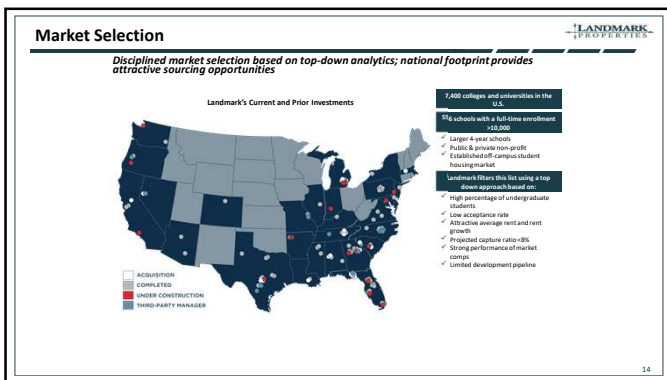 Market Selection
LANDMARK
PROPERTIES
Disciplined market selection based on top-down analytics; national footprint provides
attractive sourcing opportunities
Landmark's Current and Prior Investments
7,400 colleges and universities in the
U.S.
schools with a full-time enrollment
>10,000
✓ Larger 4-year schools
✓ Public & private non-profit
✓ Established off-campus student
housing market
Landmark filters this list using a top
down approach based on:
✓ High percentage of undergraduate
students
✓ Low acceptance rate
✓ Attractive average rent and rent
growth
✓ Projected capture ratio<8%
✓ Strong performance of market
comps
✓ Limited development pipeline
ACQUISITION
COMPLETED
UNDER CONSTRUCTION
THIRD-PARTY MANAGER
14